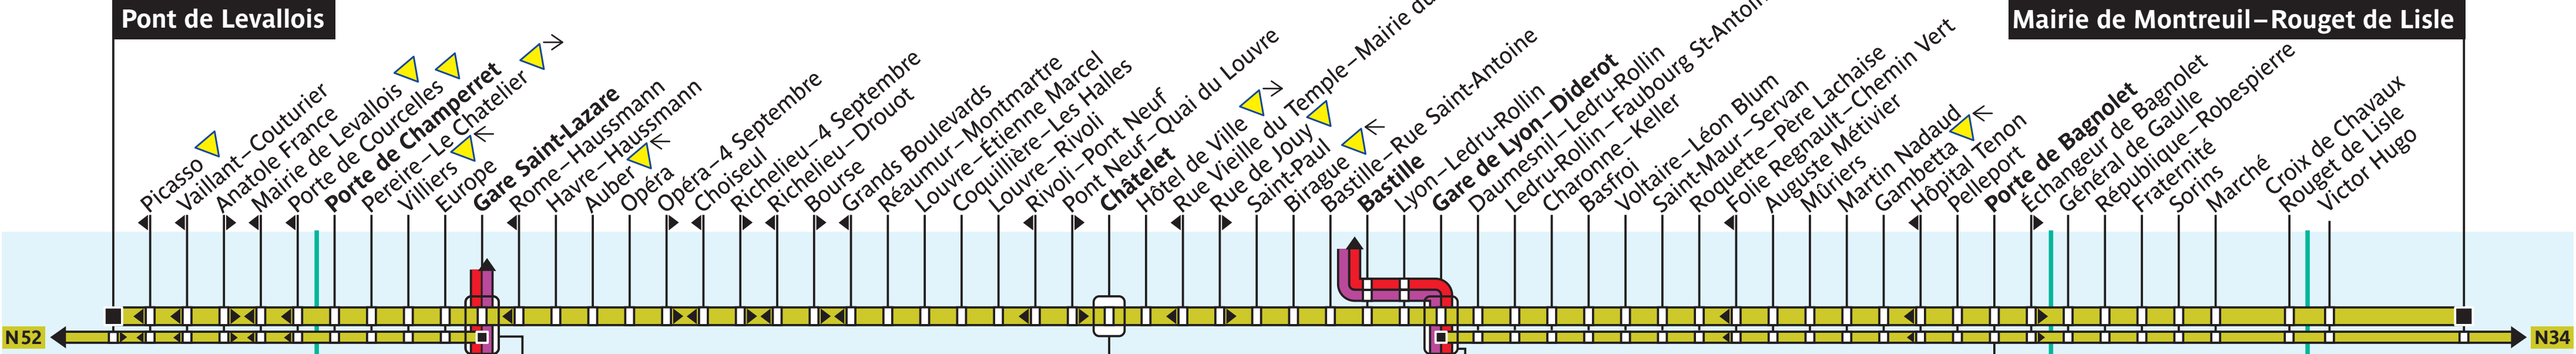 Pont de Levallois
Mairie de Montreuil–Rouget de Lisle
Picasso
Vaillant–Couturier
Anatole France
Mairie de Levallois
Porte de Courcelles
Porte de Champerret
Pereire–Le Chatelier
Villiers
Europe
Gare Saint-Lazare
Rome–Haussmann
Havre–Haussmann
Auber
Opéra
Opéra–4 Septembre
Choiseul
Richelieu–4 Septembre
Richelieu–Drouot
Bourse
Grands Boulevards
Réaumur–Montmartre
Louvre–Étienne Marcel
Coquillière–Les Halles
Louvre–Rivoli
Rivoli–Pont Neuf
Pont Neuf–Quai du Louvre
Châtelet
Hôtel de Ville
Rue Vieille du Temple–Mairie du
Rue de Jouy
Saint-Paul
Birague
Bastille–Rue Saint-Antoine
Bastille
Lyon–Ledru-Rollin
Gare de Lyon–Diderot
Daumesnil–Ledru-Rollin
Ledru-Rollin–Faubourg St-Antoin
Charonne–Keller
Basfroi
Voltaire–Léon Blum
Saint-Maur–Servan
Roquette–Père Lachaise
Folie Regnault–Chemin Vert
Auguste Métivier
Mûriers
Martin Nadaud
Gambetta
Hôpital Tenon
Pelleport
Porte de Bagnolet
Échangeur de Bagnolet
Général de Gaulle
République–Robespierre
Fraternité
Sorins
Marché
Croix de Chavaux
Rouget de Lisle
Victor Hugo
N52
N34